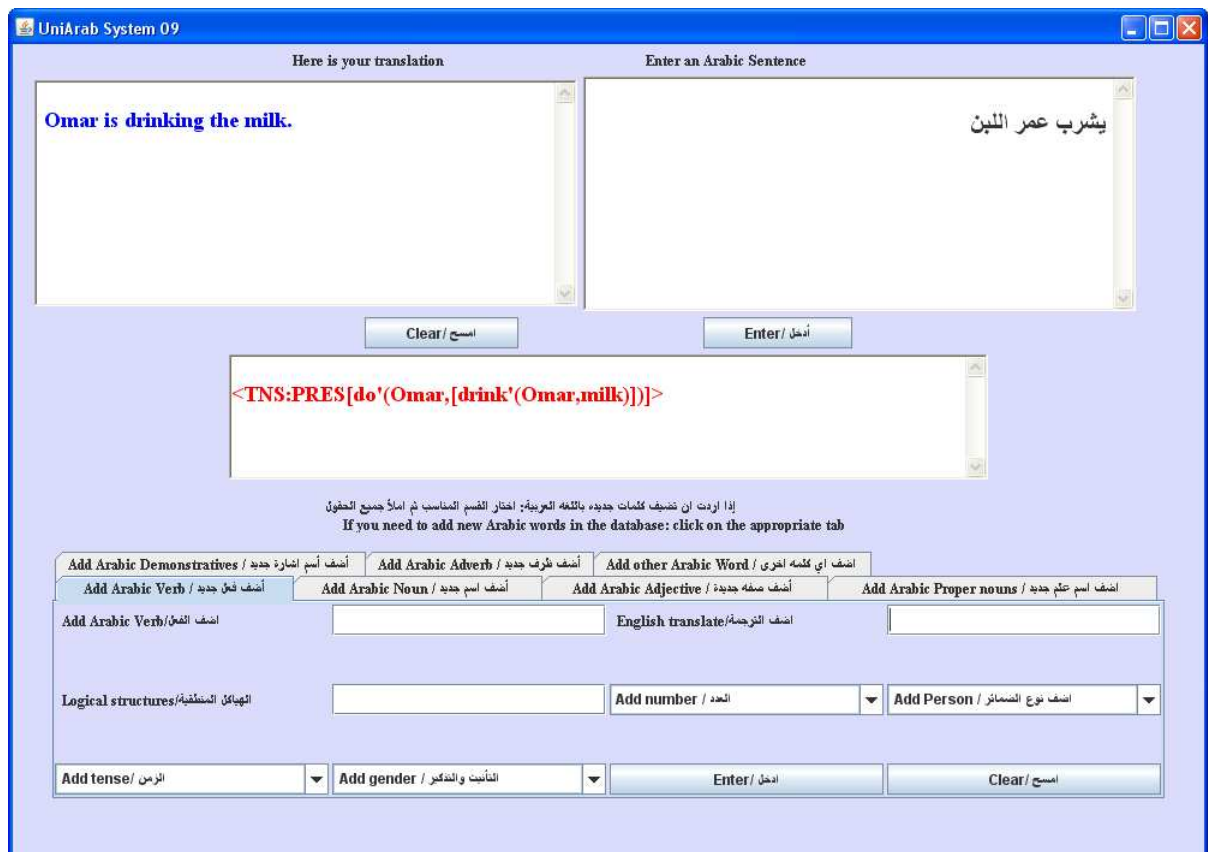 UniArab System 09
Here is your translation
Enter an Arabic Sentence
Omar is drinking the milk.
يشرب عمر اللبن
Clear/ امسح
Enter/ أدخل
<TNS:PRES[do'(Omar,[drink'(Omar,milk)])]>
إذا اردت ان تضيف كلمات جديده باللغه العربية: اختار القسم المناسب ثم املأ جميع الحقول
If you need to add new Arabic words in the database: click on the appropriate tab
Add Arabic Demonstratives / أضف أسم اشارة جديد
Add Arabic Adverb / أضف ظرف جديد
Add other Arabic Word / اضف اي كلمه اخرى
Add Arabic Verb / أضف فعل جديد
Add Arabic Noun / أضف اسم جديد
Add Arabic Adjective / أضف صفه جديدة
Add Arabic Proper nouns / اضف اسم علم جديد
Add Arabic Verb/اضف الفعل
English translate/اضف الترجمة
Logical structures/الهياكل المنطقية
Add number / العدد
Add Person / اضف نوع الضمائر
Add tense/ الزمن
Add gender / التأنيث والتذكير
Enter/ ادخل
Clear/ امسح